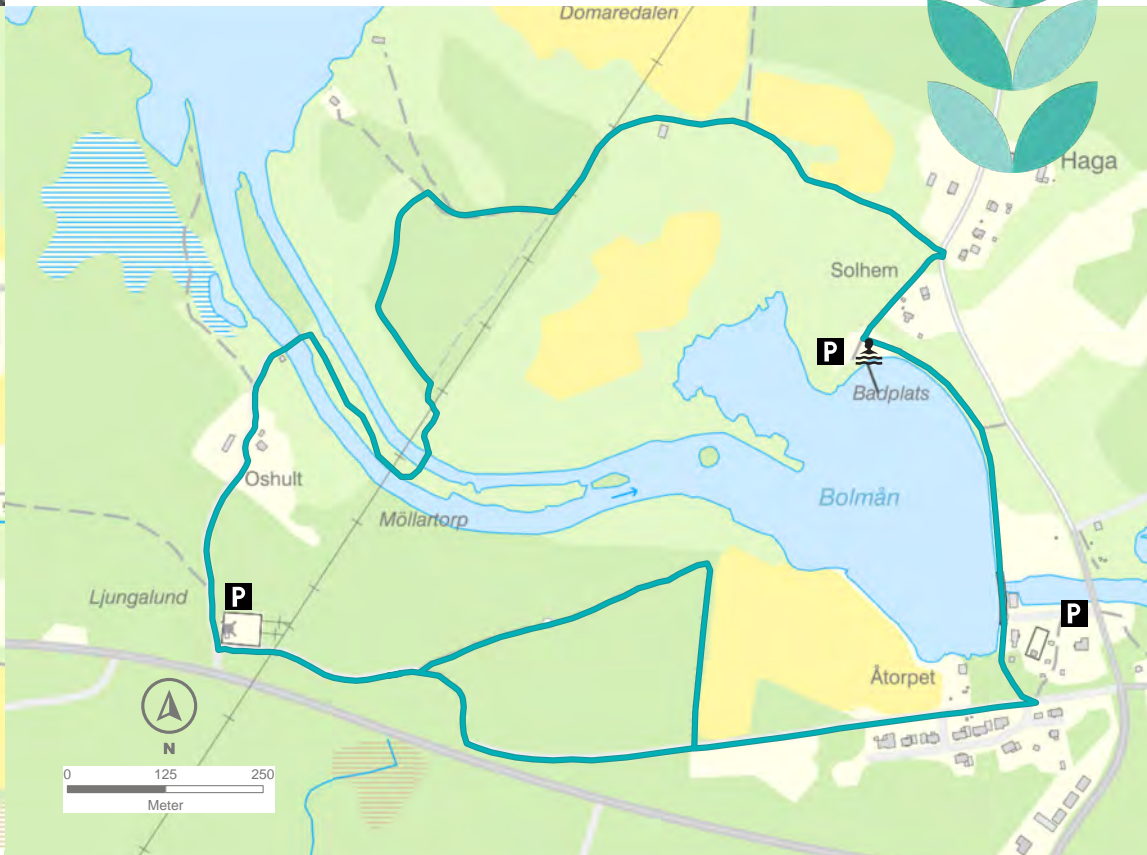 Domaredalen
Haga
Solhem
P
Badplats
Oshult
Bolmån
Möllartorp
Ljungalund
P
P
Åtorpet
N
0 125 250
Meter